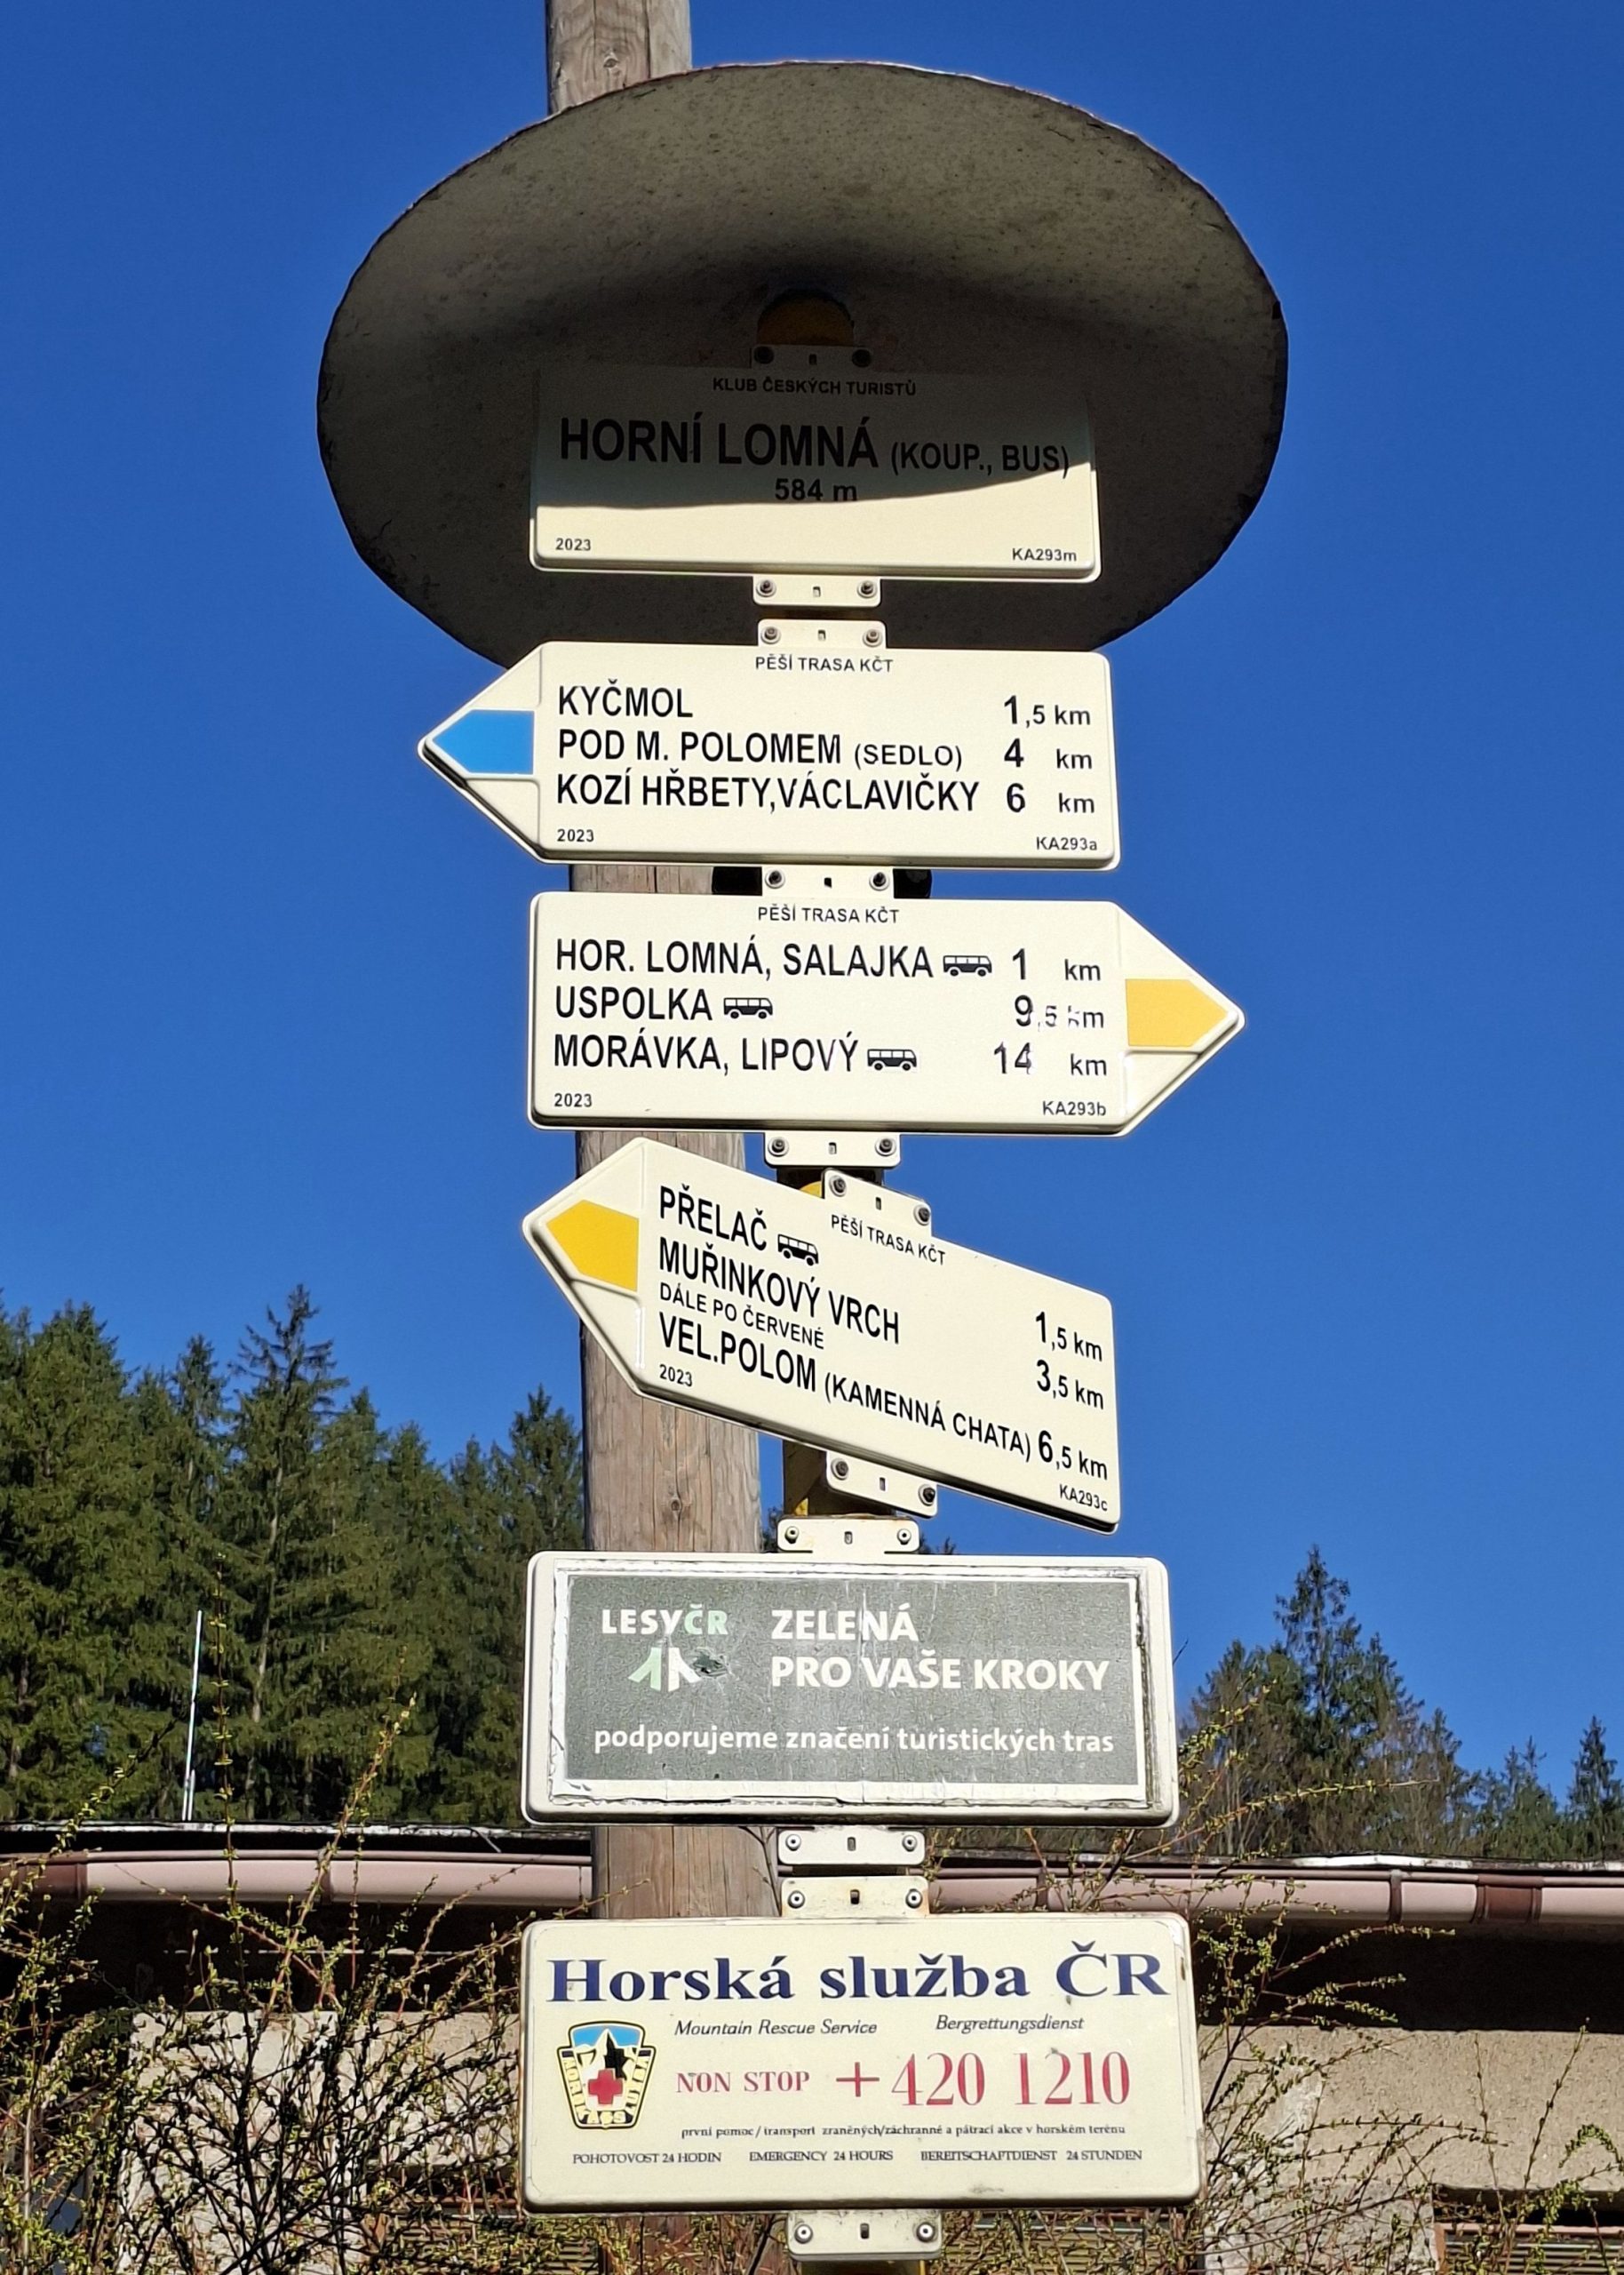 KLUB ČESKÝCH TURISTŮ
HORNÍ LOMNÁ (KOUP., BUS)
584 m
2023 KA293m
PĚŠÍ TRASA KČT
KYČMOL 1,5 km
POD M. POLOMEM (SEDLO) 4 km
KOZÍ HŘBETY,VÁCLAVIČKY 6 km
2023 KA293a
PĚŠÍ TRASA KČT
HOR. LOMNÁ, SALAJKA 1 km
USPOLKA 9,5 km
MORÁVKA, LIPOVÝ 14 km
2023 KA293b
PĚŠÍ TRASA KČT
PŘELAČ 1,5 km
MUŘINKOVÝ VRCH 3,5 km
DÁLE PO ČERVENÉ
VEL.POLOM (KAMENNÁ CHATA) 6,5 km
2023 KA293c
LESYČR ZELENÁ
PRO VAŠE KROKY
podporujeme značení turistických tras
Horská služba ČR
Mountain Rescue Service Bergrettungsdienst
HORSKÁ SLUŽBA
NON STOP +420 1210
první pomoc / transport zraněných/záchranné a pátrací akce v horském terénu
POHOTOVOST 24 HODIN EMERGENCY 24 HOURS BEREITSCHAFTDIENST 24 STUNDEN